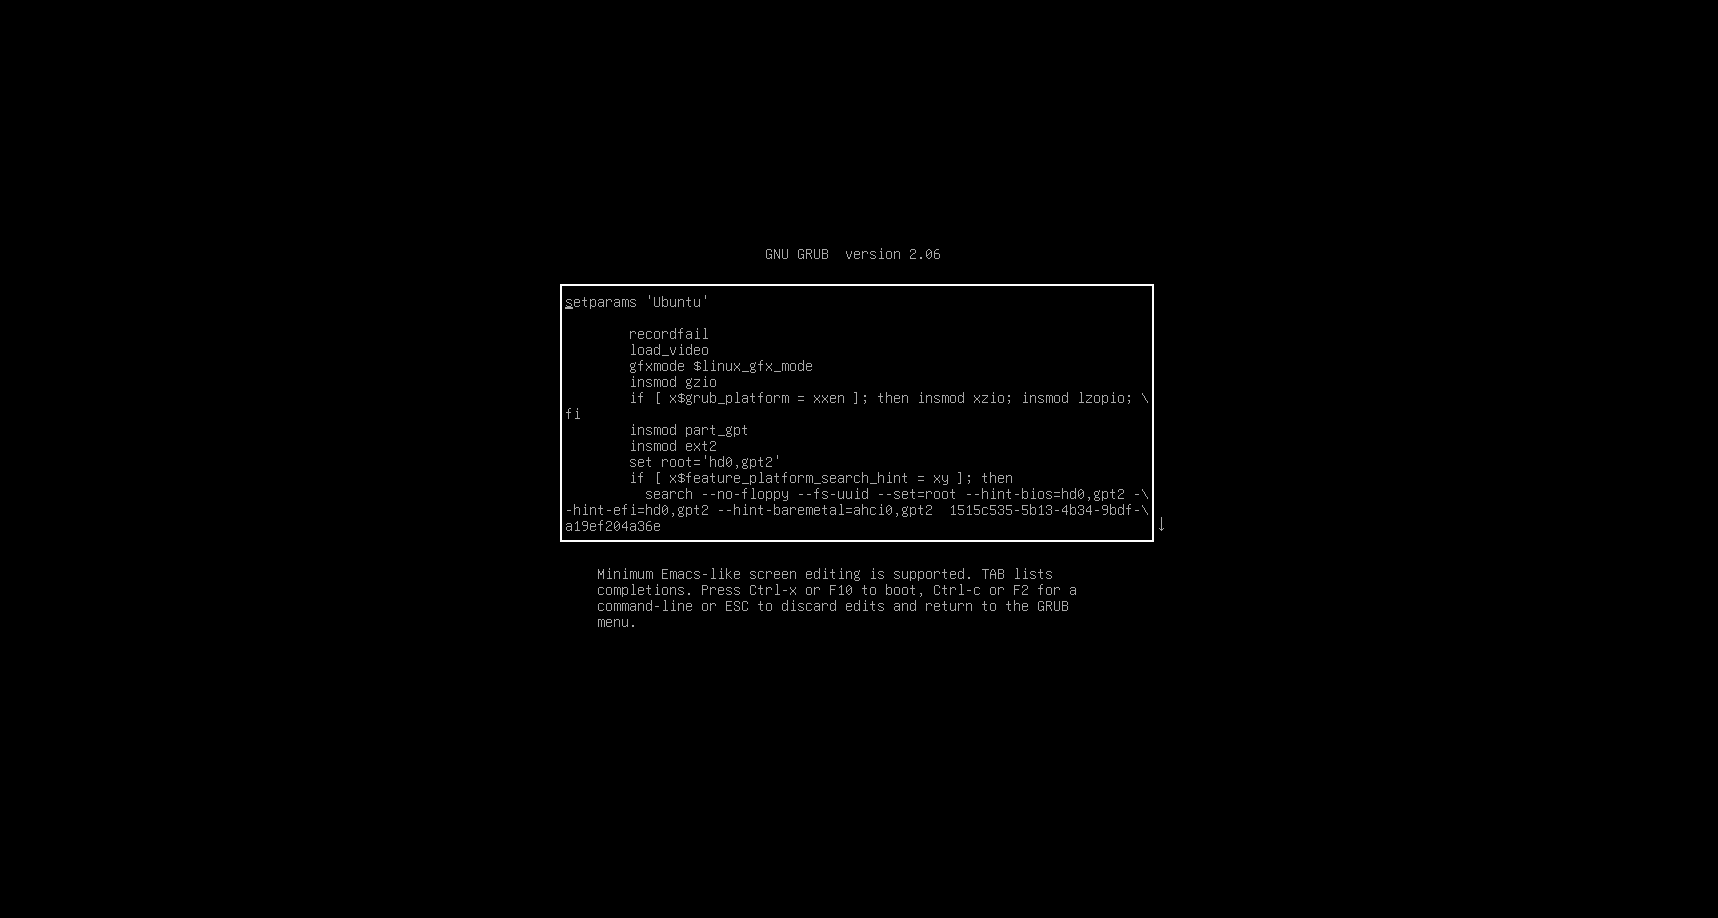 GNU GRUB  version 2.06
setparams 'Ubuntu'
recordfail
load_video
gfxmode $linux_gfx_mode
insmod gzio
if [ x$grub_platform = xxen ]; then insmod xzio; insmod lzopio; \
fi
insmod part_gpt
insmod ext2
set root='hd0,gpt2'
if [ x$feature_platform_search_hint = xy ]; then
search --no-floppy --fs-uuid --set=root --hint-bios=hd0,gpt2 -\
-hint-efi=hd0,gpt2 --hint-baremetal=ahci0,gpt2  1515c535-5b13-4b34-9bdf-\
a19ef204a36e
↓
Minimum Emacs-like screen editing is supported. TAB lists
completions. Press Ctrl-x or F10 to boot, Ctrl-c or F2 for a
command-line or ESC to discard edits and return to the GRUB
menu.